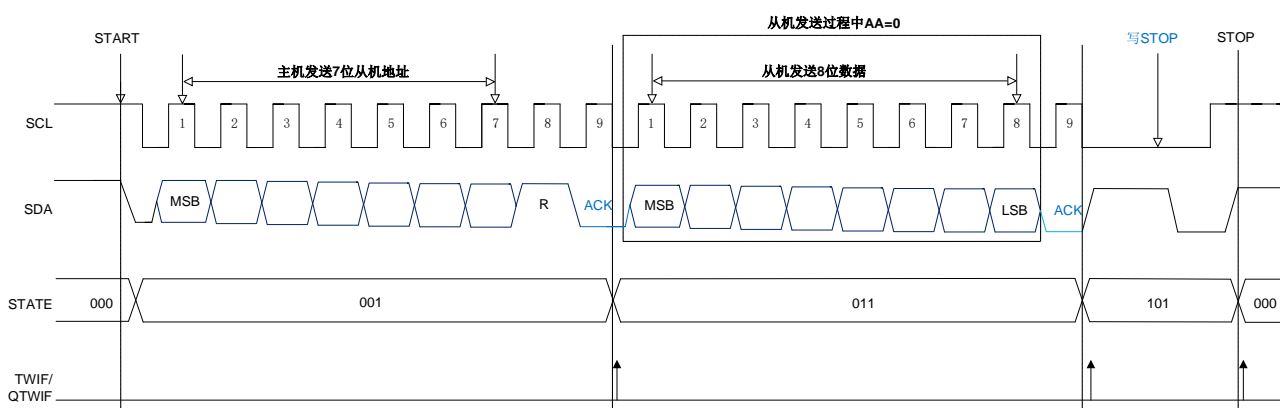 从机发送过程中AA=0
START
写STOP
STOP
主机发送7位从机地址
从机发送8位数据
SCL
1 2 3 4 5 6 7 8 9 1 2 3 4 5 6 7 8 9
SDA
MSB R ACK MSB LSB ACK
STATE 000 001 011 101 000
TWIF/
QTWIF